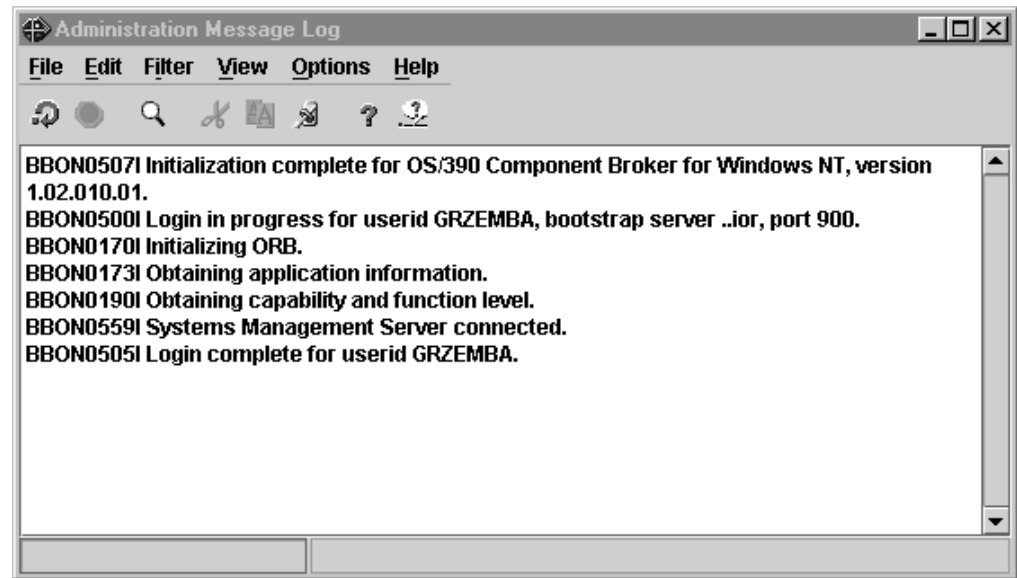 Administration Message Log
File Edit Filter View Options Help
BBON0507I Initialization complete for OS/390 Component Broker for Windows NT, version
1.02.010.01.
BBON0500I Login in progress for userid GRZEMBA, bootstrap server ..ior, port 900.
BBON0170I Initializing ORB.
BBON0173I Obtaining application information.
BBON0190I Obtaining capability and function level.
BBON0559I Systems Management Server connected.
BBON0505I Login complete for userid GRZEMBA.